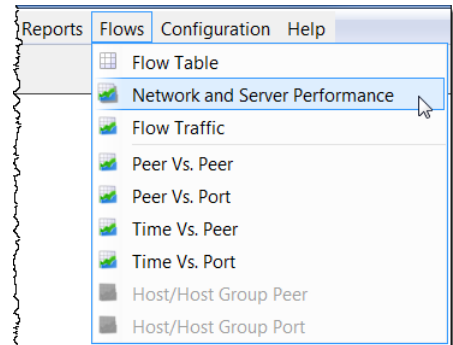 Reports Flows Configuration Help
Flow Table
Network and Server Performance
Flow Traffic
Peer Vs. Peer
Peer Vs. Port
Time Vs. Peer
Time Vs. Port
Host/Host Group Peer
Host/Host Group Port